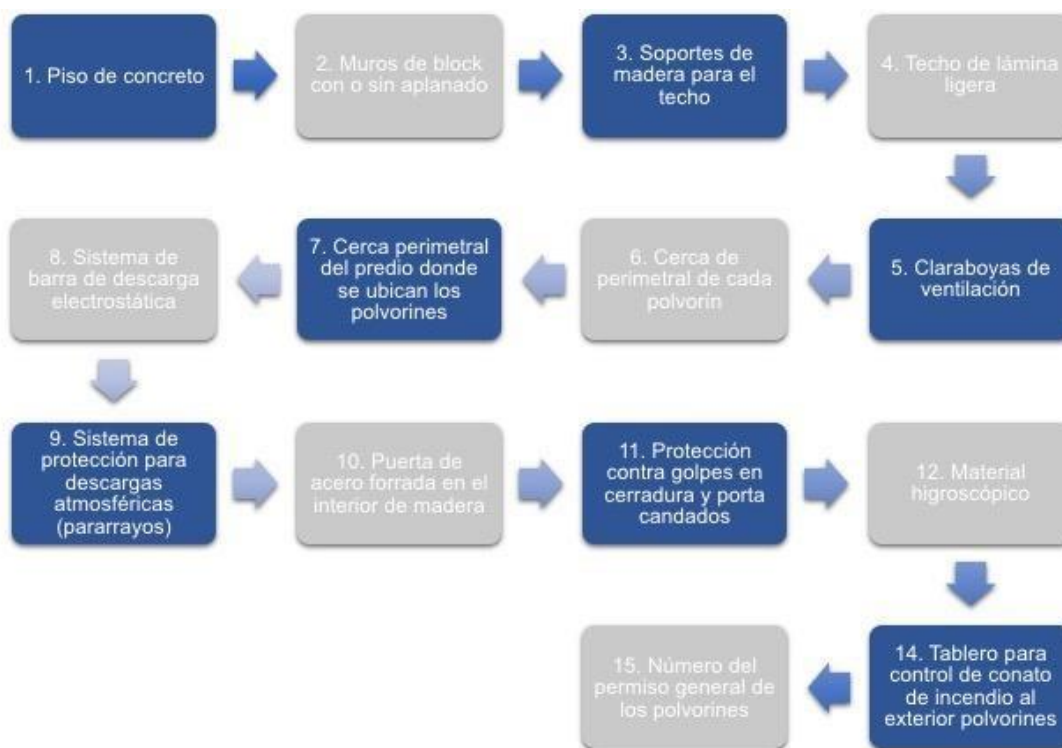 1. Piso de concreto
2. Muros de block
con o sin aplanado
3. Soportes de
madera para el
techo
4. Techo de lámina
ligera
5. Claraboyas de
ventilación
6. Cerca de
perimetral de cada
polvorín
7. Cerca perimetral
del predio donde
se ubican los
polvorines
8. Sistema de
barra de descarga
electrostática
9. Sistema de
protección para
descargas
atmosféricas
(pararrayos)
10. Puerta de
acero forrada en el
interior de madera
11. Protección
contra golpes en
cerradura y porta
candados
12. Material
higroscópico
14. Tablero para
control de conato
de incendio al
exterior polvorines
15. Número del
permiso general de
los polvorines